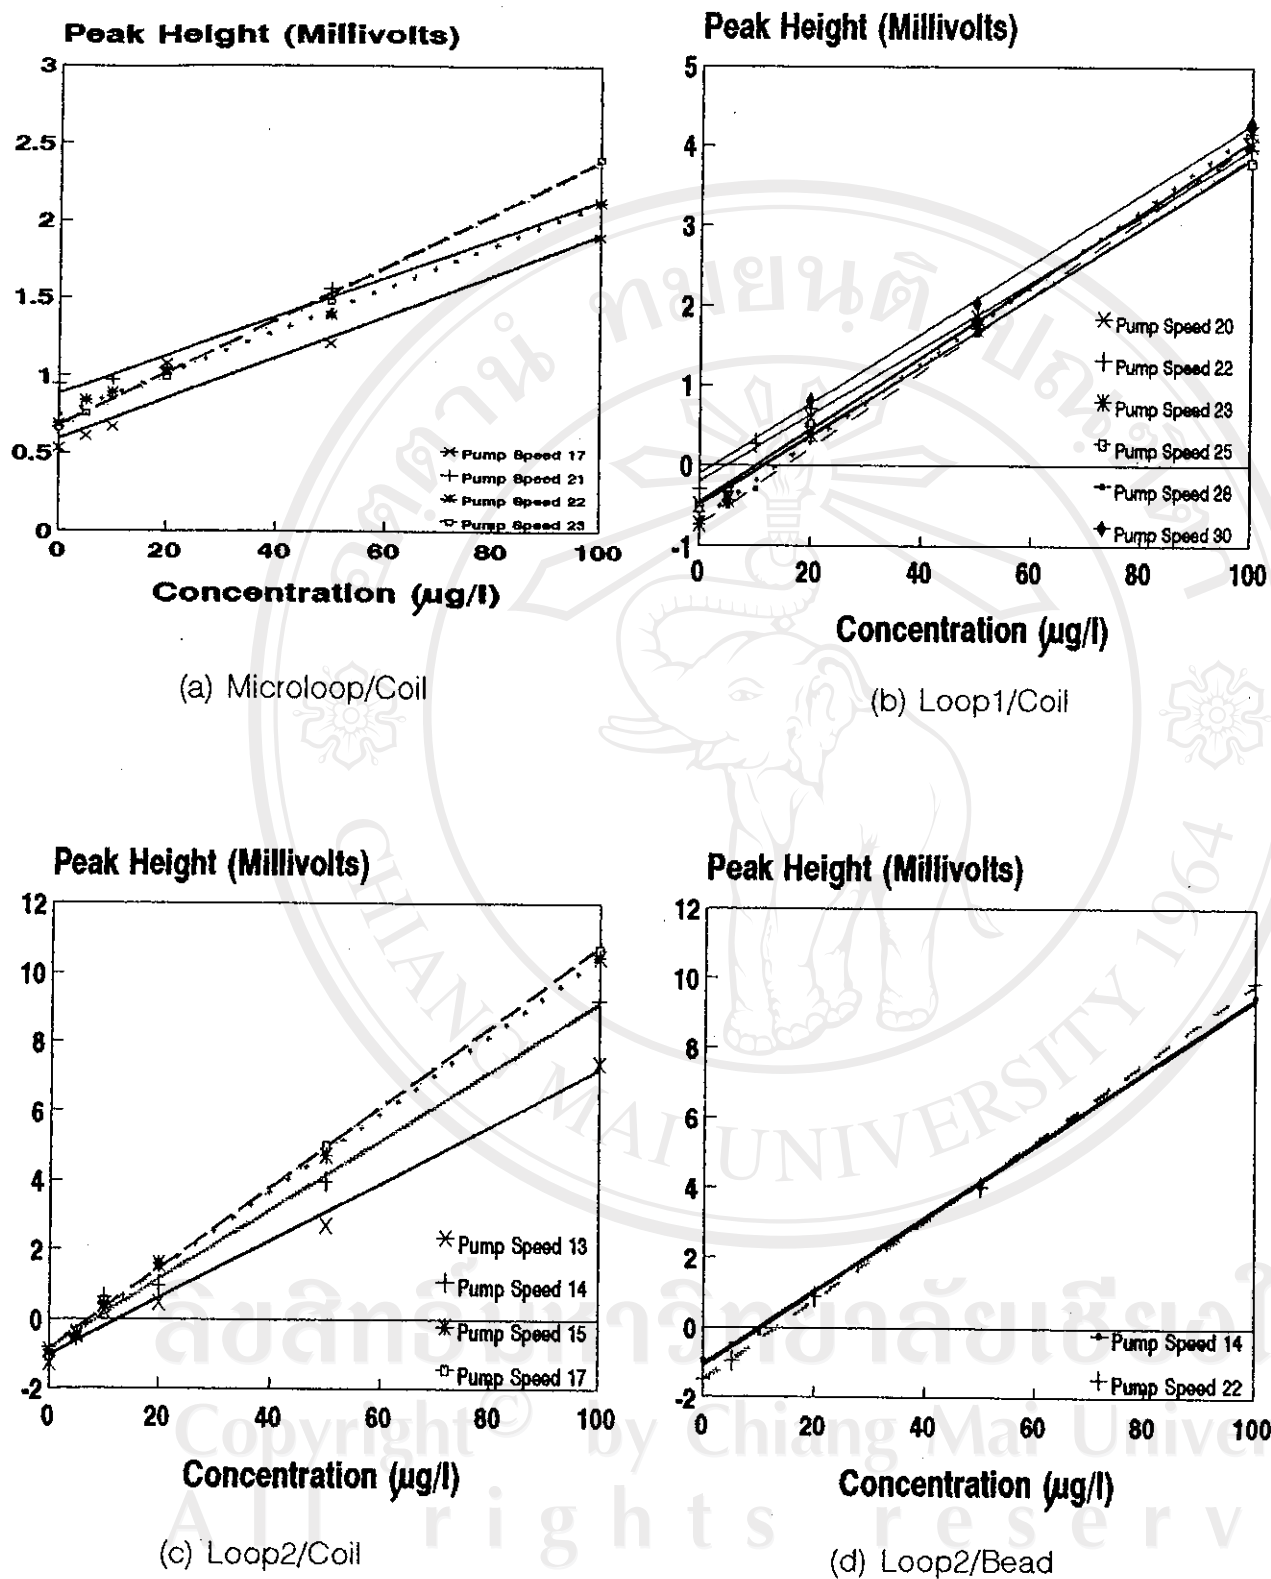 Peak Height (Millivolts)
3
2.5
2
1.5
1
0.5
0
0 20 40 60 80 100
Pump Speed 17
Pump Speed 21
Pump Speed 22
Pump Speed 23
Concentration (µg/l)
(a) Microloop/Coil
Peak Height (Millivolts)
5
4
3
2
1
0
-1
0 20 40 60 80 100
Pump Speed 20
Pump Speed 22
Pump Speed 23
Pump Speed 25
Pump Speed 28
Pump Speed 30
Concentration (µg/l)
(b) Loop1/Coil
Peak Height (Millivolts)
12
10
8
6
4
2
0
-2
0 20 40 60 80 100
Pump Speed 13
Pump Speed 14
Pump Speed 15
Pump Speed 17
Concentration (µg/l)
(c) Loop2/Coil
Peak Height (Millivolts)
12
10
8
6
4
2
0
-2
0 20 40 60 80 100
Pump Speed 14
Pump Speed 22
Concentration (µg/l)
(d) Loop2/Bead
CHIANG MAI UNIVERSITY 1964
Copyright © by Chiang Mai
All rights